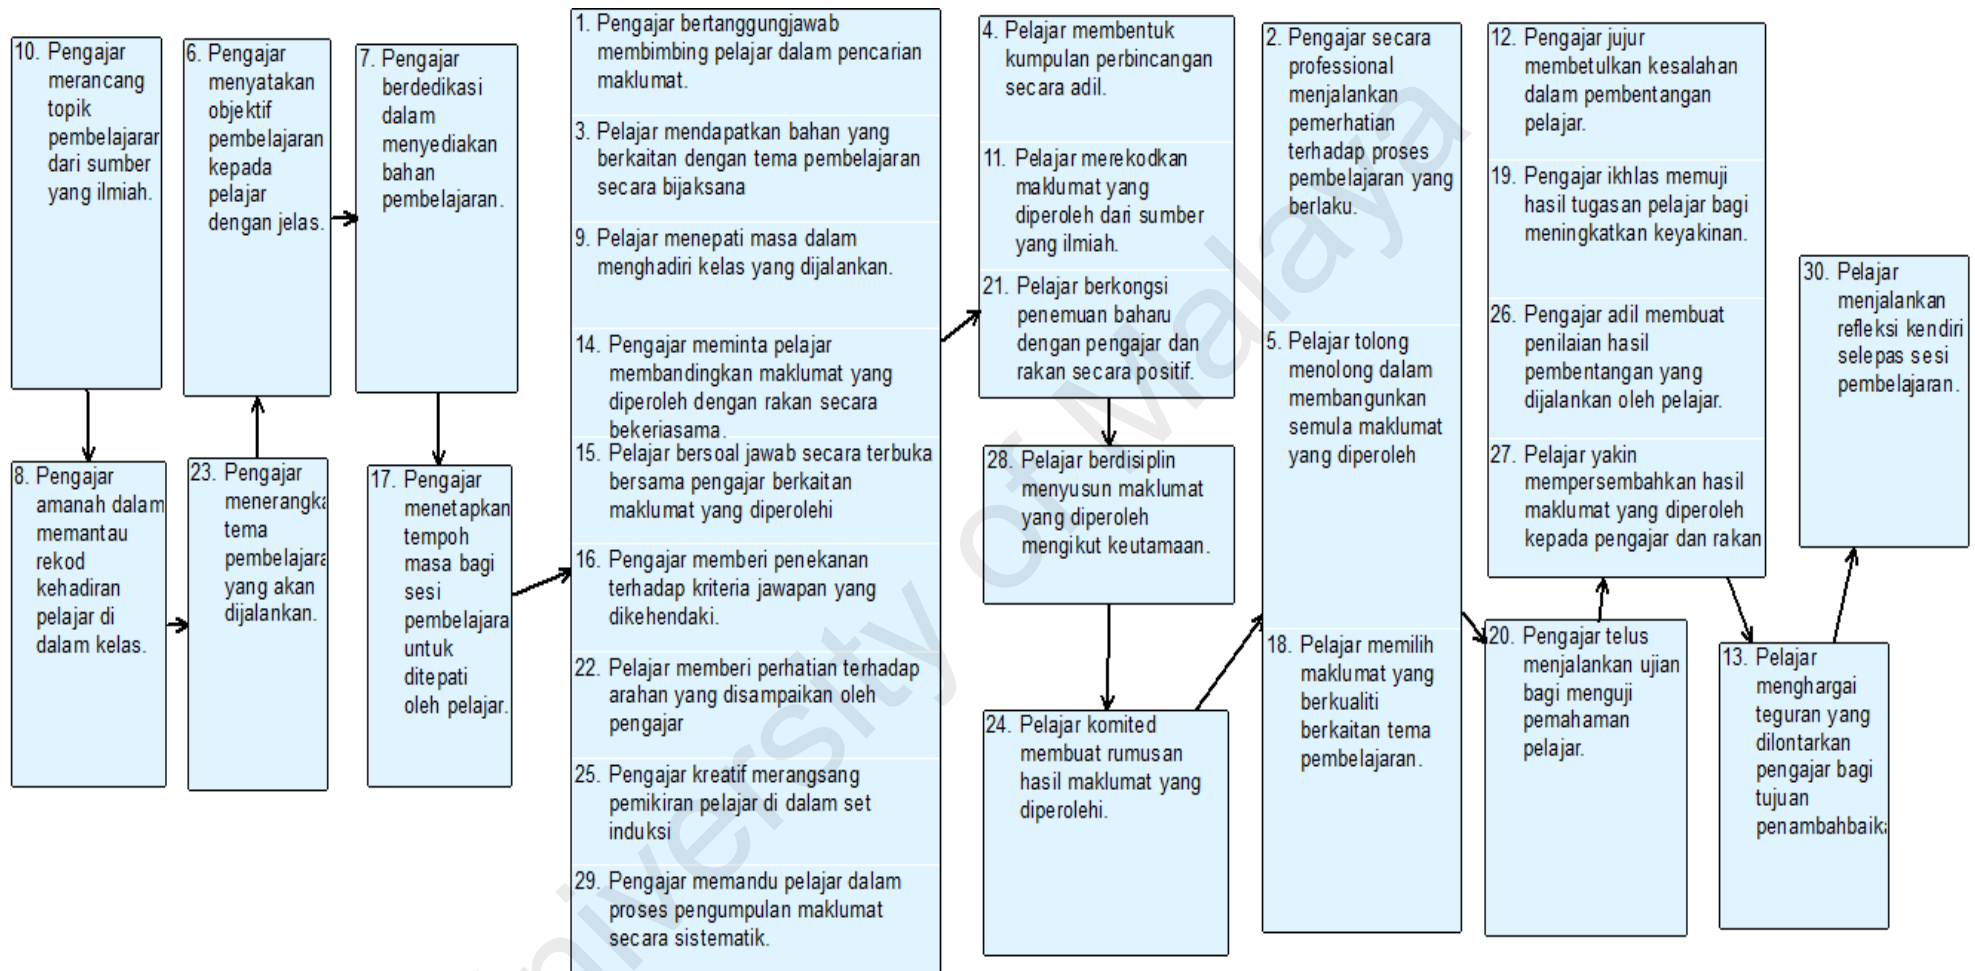 10. Pengajar
merancang
topik
pembelajaran
dari sumber
yang ilmiah.
8. Pengajar
amanah dalam
memantau
rekod
kehadiran
pelajar di
dalam kelas.
6. Pengajar
menyatakan
objektif
pembelajaran
kepada
pelajar
dengan jelas.
23. Pengajar
menerangka
tema
pembelajara
yang akan
dijalankan.
7. Pengajar
berdedikasi
dalam
menyediakan
bahan
pembelajaran.
17. Pengajar
menetapkan
tempoh
masa bagi
sesi
pembelajara
untuk
ditepati
oleh pelajar.
1. Pengajar bertanggungjawab
membimbing pelajar dalam pencarian
maklumat.
3. Pelajar mendapatkan bahan yang
berkaitan dengan tema pembelajaran
secara bijaksana
9. Pelajar menepati masa dalam
menghadiri kelas yang dijalankan.
14. Pengajar meminta pelajar
membandingkan maklumat yang
diperoleh dengan rakan secara
bekerjasama.
15. Pelajar bersoal jawab secara terbuka
bersama pengajar berkaitan
maklumat yang diperolehi
16. Pengajar memberi penekanan
terhadap kriteria jawapan yang
dikehendaki.
22. Pelajar memberi perhatian terhadap
arahan yang disampaikan oleh
pengajar
25. Pengajar kreatif merangsang
pemikiran pelajar di dalam set
induksi
29. Pengajar memandu pelajar dalam
proses pengumpulan maklumat
secara sistematik.
4. Pelajar membentuk
kumpulan perbincangan
secara adil.
11. Pelajar merekodkan
maklumat yang
diperoleh dari sumber
yang ilmiah.
21. Pelajar berkongsi
penemuan baharu
dengan pengajar dan
rakan secara positif.
28. Pelajar berdisiplin
menyusun maklumat
yang diperoleh
mengikut keutamaan.
24. Pelajar komited
membuat rumusan
hasil maklumat yang
diperolehi.
2. Pengajar secara
professional
menjalankan
pemerhatian
terhadap proses
pembelajaran yang
berlaku.
5. Pelajar tolong
menolong dalam
membangunkan
semula maklumat
yang diperoleh
18. Pelajar memilih
maklumat yang
berkualiti
berkaitan tema
pembelajaran.
12. Pengajar jujur
membetulkan kesalahan
dalam pembentangan
pelajar.
19. Pengajar ikhlas memuji
hasil tugasan pelajar bagi
meningkatkan keyakinan.
26. Pengajar adil membuat
penilaian hasil
pembentangan yang
dijalankan oleh pelajar.
27. Pelajar yakin
mempersembahkan hasil
maklumat yang diperoleh
kepada pengajar dan rakan
20. Pengajar telus
menjalankan ujian
bagi menguji
pemahaman
pelajar.
13. Pelajar
menghargai
teguran yang
dilontarkan
pengajar bagi
tujuan
penambahbaika
30. Pelajar
menjalankan
refleksi kendiri
selepas sesi
pembelajaran.
niversity of Malaya